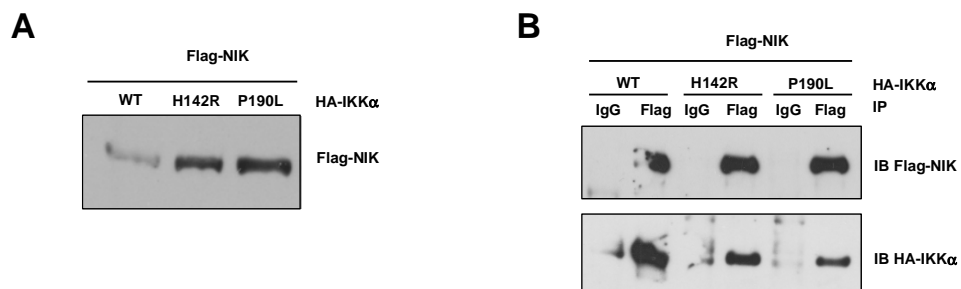 A
Flag-NIK
WT H142R P190L HA-IKKα
Flag-NIK
B
Flag-NIK
WT H142R P190L HA-IKKα
IgG Flag IgG Flag IgG Flag IP
IB Flag-NIK
IB HA-IKKα